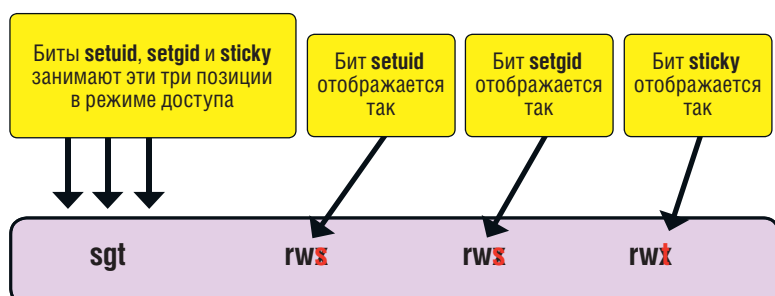 Биты setuid, setgid и sticky
занимают эти три позиции
в режиме доступа
Бит setuid
отображается
так
Бит setgid
отображается
так
Бит sticky
отображается
так
sgt rws rws rwt